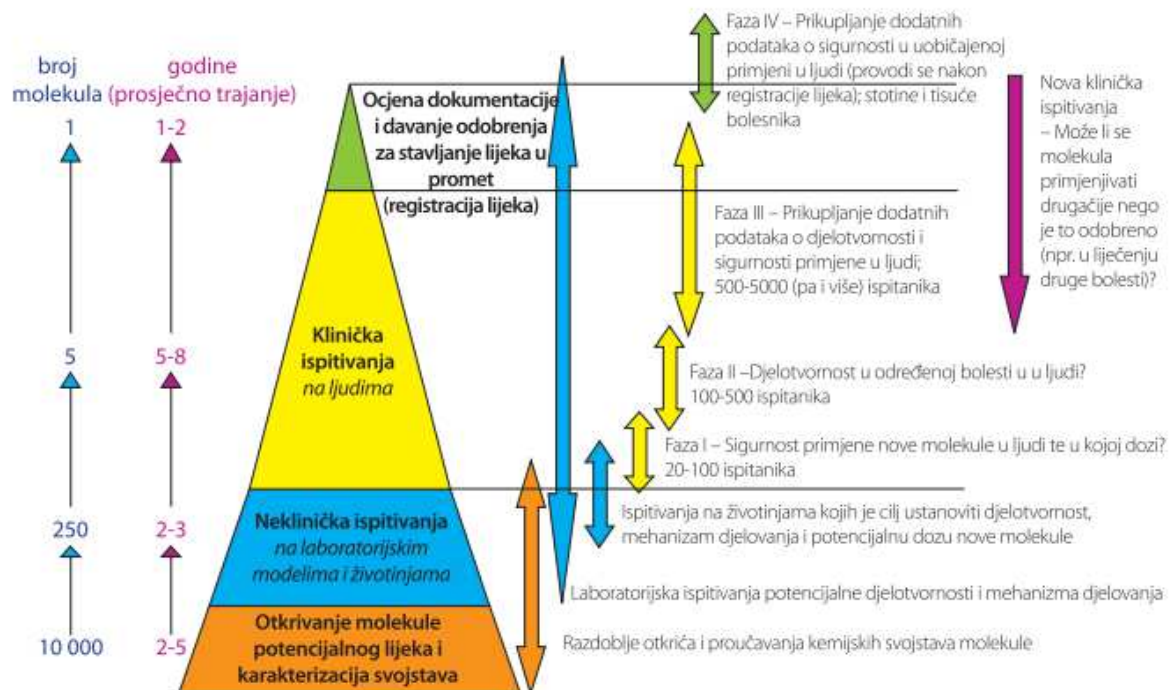 broj
molekula
godine
(prosječno trajanje)
1
1-2
5
5-8
250
2-3
10 000
2-5
Ocjena dokumentacije
i davanje odobrenja
za stavljanje lijeka u
promet
(registracija lijeka)
Klinička
ispitivanja
na ljudima
Neklinička ispitivanja
na laboratorijskim
modelima i životinjama
Otkrivanje molekule
potencijalnog lijeka i
karakterizacija svojstava
Faza IV – Prikupljanje dodatnih
podataka o sigurnosti u uobičajenoj
primjeni u ljudi (provodi se nakon
registracije lijeka); stotine i tisuće
bolesnika
Faza III – Prikupljanje dodatnih
podataka o djelotvornosti i
sigurnosti primjene u ljudi;
500-5000 (pa i više) ispitanika
Faza II –Djelotvornost u određenoj bolesti u u ljudi?
100-500 ispitanika
Faza I – Sigurnost primjene nove molekule u ljudi te u kojoj dozi?
20-100 ispitanika
Ispitivanja na životinjama kojih je cilj ustanoviti djelotvornost,
mehanizam djelovanja i potencijalnu dozu nove molekule
Laboratorijska ispitivanja potencijalne djelotvornosti i mehanizma djelovanja
Razdoblje otkrića i proučavanja kemijskih svojstava molekule
Nova klinička
ispitivanja
– Može li se
molekula
primjenjivati
drugačije nego
je to odobreno
(npr. u liječenju
druge bolesti)?